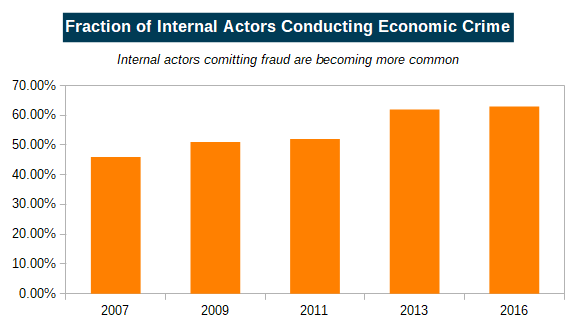 Fraction of Internal Actors Conducting Economic Crime
Internal actors comitting fraud are becoming more common
70.00%
60.00%
50.00%
40.00%
30.00%
20.00%
10.00%
0.00%
2007 2009 2011 2013 2016